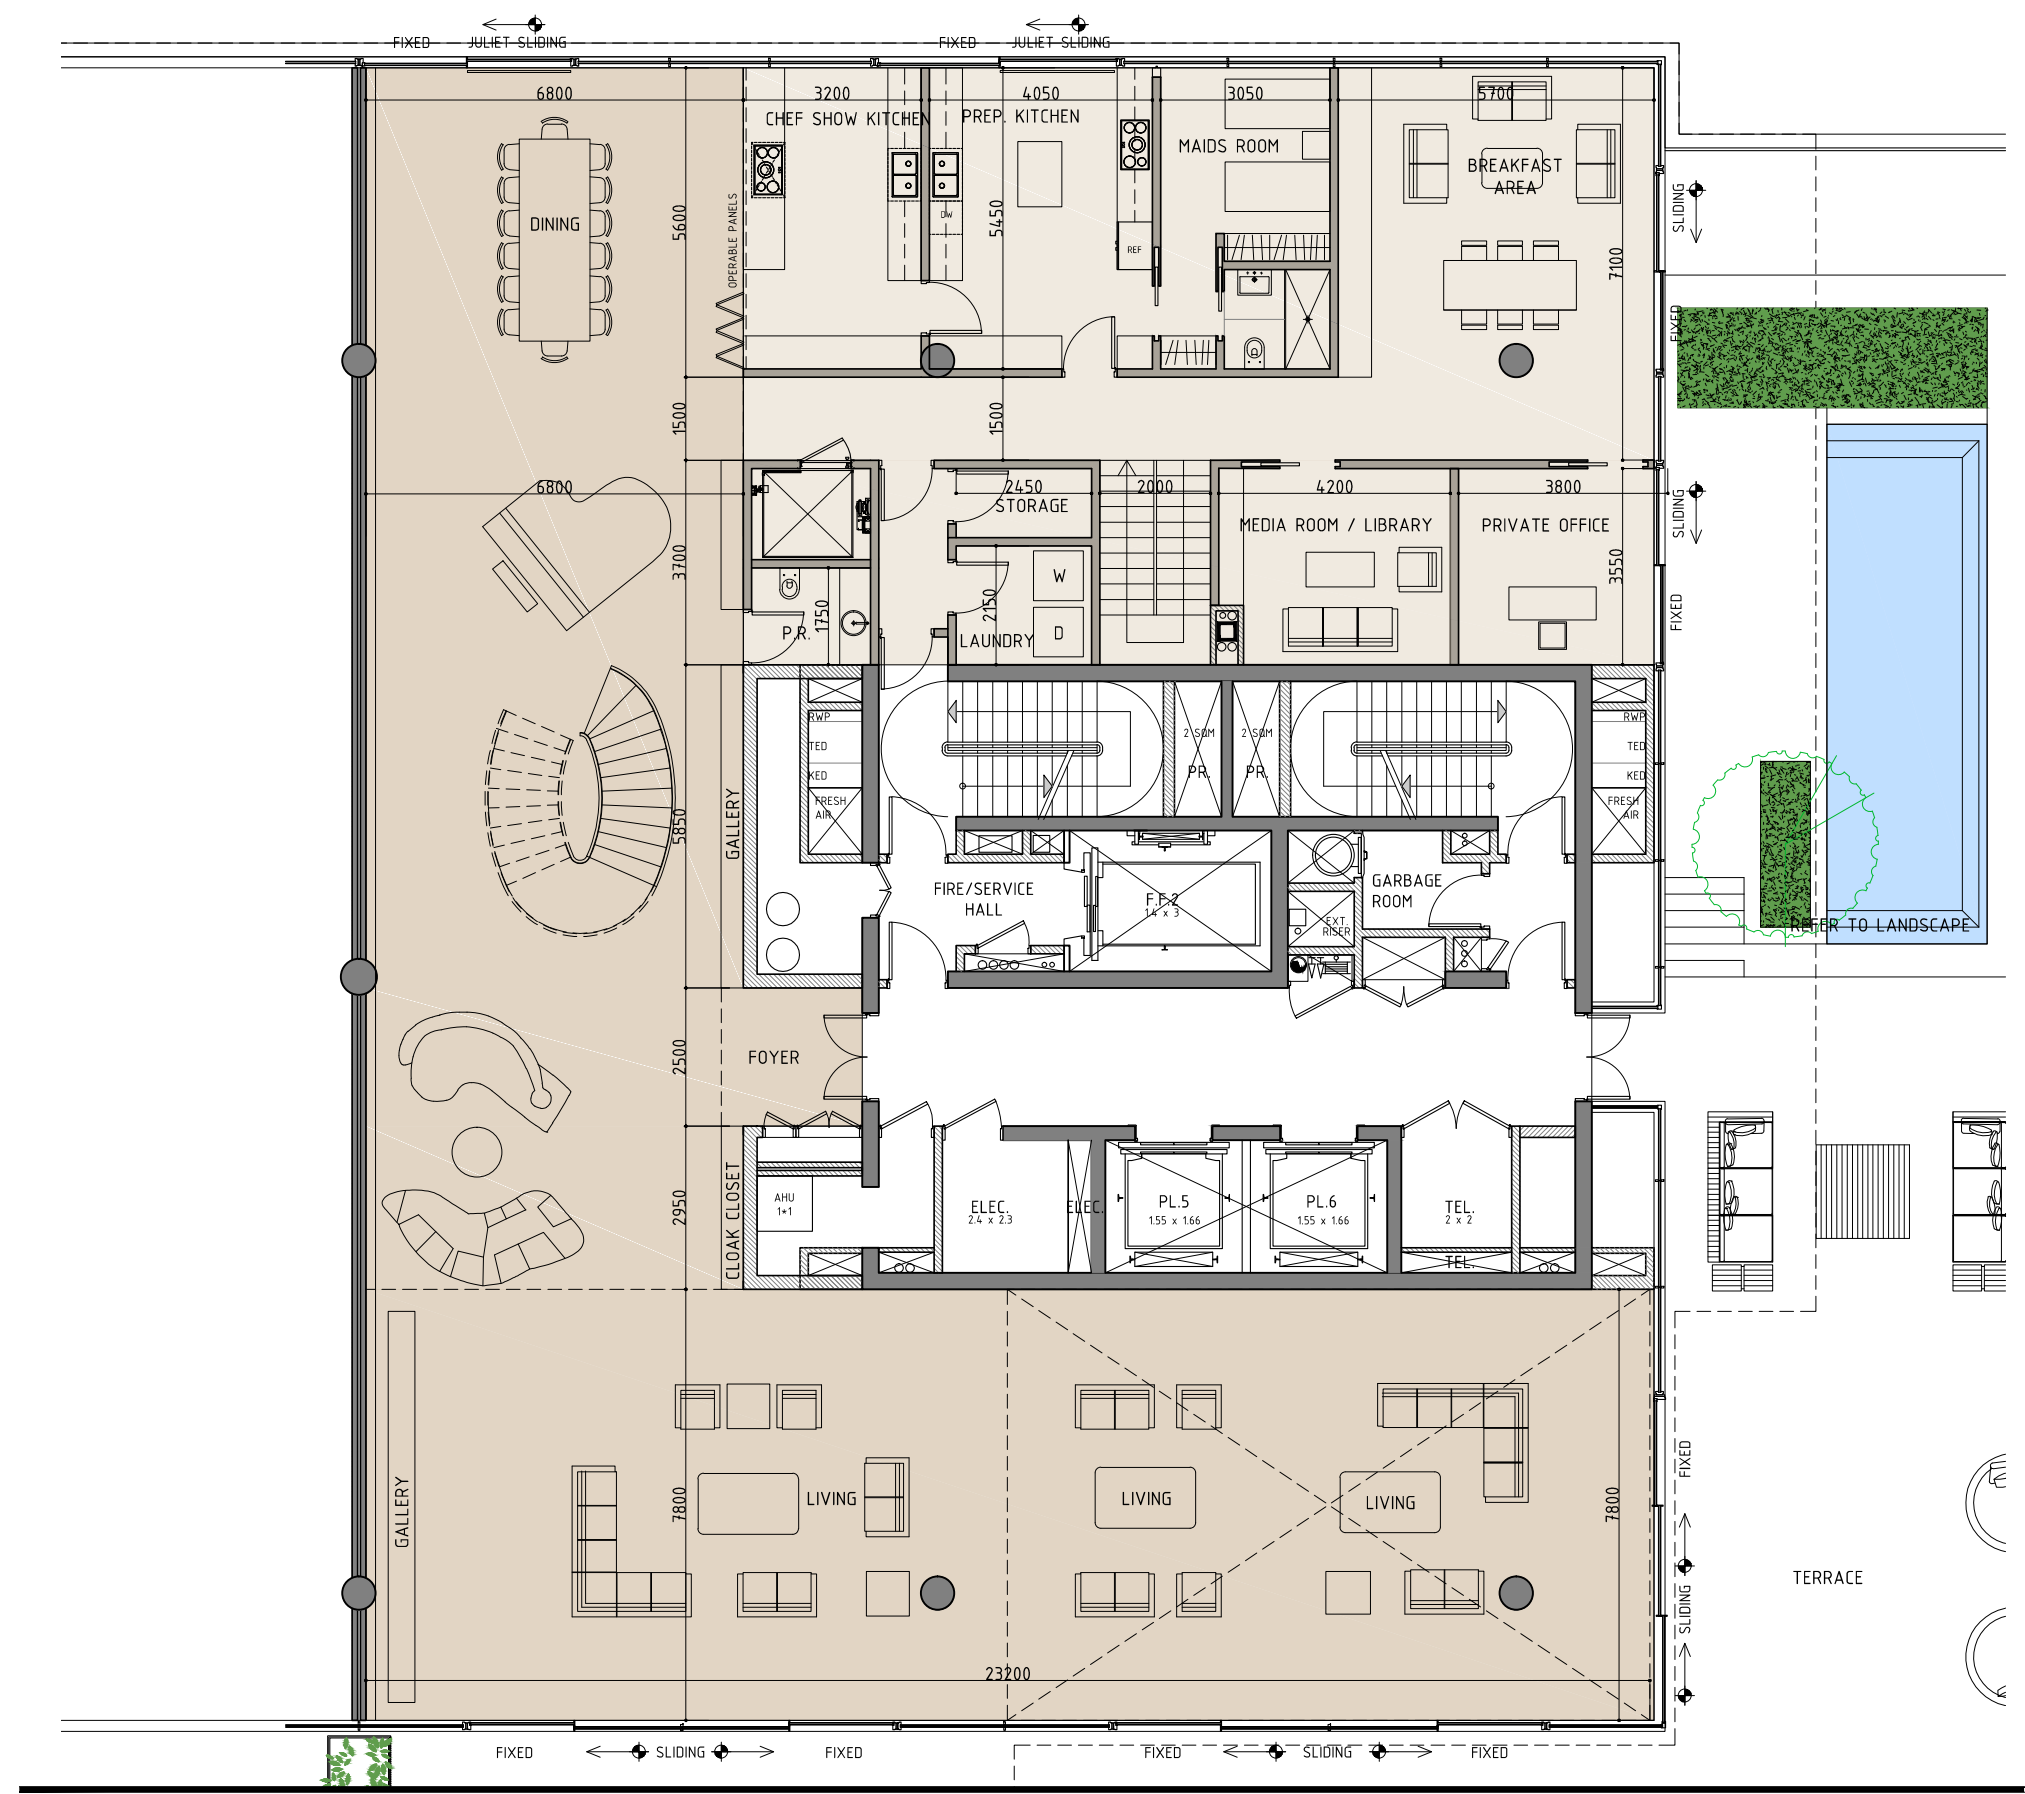 FIXED
JULIET SLIDING
FIXED
JULIET SLIDING
6800
3200
4050
3050
5700
CHEF SHOW KITCHEN
PREP. KITCHEN
MAIDS ROOM
BREAKFAST
AREA
DINING
OPERABLE PANELS
5600
5450
DW
REF
7100
SLIDING
FIXED
1500
1500
6800
2450
STORAGE
2000
4200
3800
MEDIA ROOM / LIBRARY
PRIVATE OFFICE
SLIDING
3700
3550
W
D
2150
LAUNDRY
1750
P.R.
FIXED
RWP
TED
KED
FRESH
AIR
2 SQM
PR.
2 SQM
PR.
RWP
TED
KED
FRESH
AIR
GALLERY
5850
FIRE/SERVICE
HALL
F.F.2
1.4 x 3
GARBAGE
ROOM
EXT.
RISER
REFER TO LANDSCAPE
FOYER
2500
CLOAK CLOSET
2950
AHU
1*1
ELEC.
2.4 x 2.3
ELEC.
PL.5
1.55 x 1.66
PL.6
1.55 x 1.66
TEL.
2 x 2
TEL.
GALLERY
7800
LIVING
LIVING
LIVING
7800
FIXED
SLIDING
TERRACE
23200
FIXED
SLIDING
FIXED
FIXED
SLIDING
FIXED